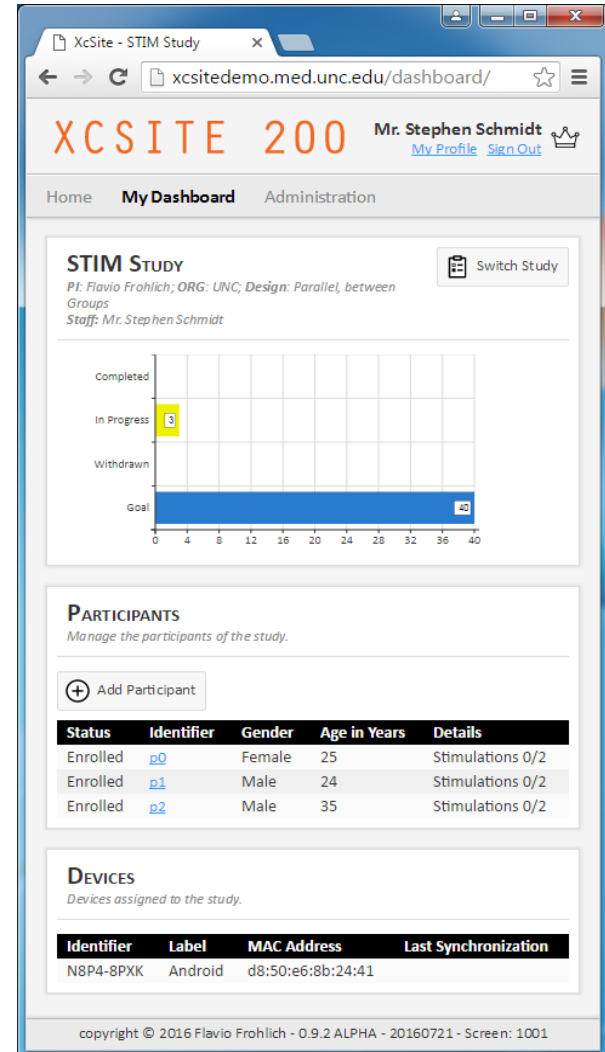 XcSite - STIM Study
xcsitedemo.med.unc.edu/dashboard/
XCSITE 200
Mr. Stephen Schmidt
My Profile Sign Out
Home My Dashboard Administration
STIM STUDY
Switch Study
PI: Flavio Frohlich; ORG: UNC; Design: Parallel, between
Groups
Staff: Mr. Stephen Schmidt
Completed
In Progress 3
Withdrawn
Goal 40
0 4 8 12 16 20 24 28 32 36 40
PARTICIPANTS
Manage the participants of the study.
Add Participant
Status Identifier Gender Age in Years Details
Enrolled p0 Female 25 Stimulations 0/2
Enrolled p1 Male 24 Stimulations 0/2
Enrolled p2 Male 35 Stimulations 0/2
DEVICES
Devices assigned to the study.
Identifier Label MAC Address Last Synchronization
N8P4-8PXK Android d8:50:e6:8b:24:41
copyright © 2016 Flavio Frohlich - 0.9.2 ALPHA - 20160721 - Screen: 1001